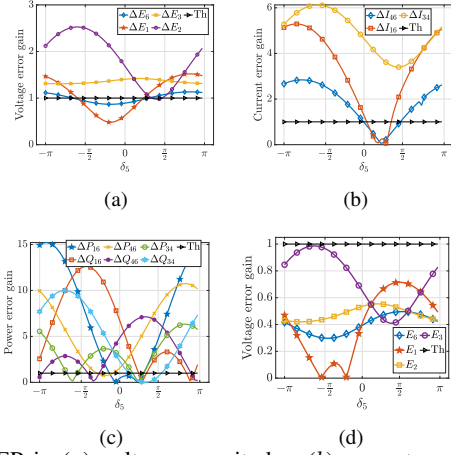 ΔE₆ ΔE₃ Th
ΔE₁ ΔE₂
Voltage error gain
3
2
1
0
−π −π/2 0 π/2 π
δ₅
(a)
ΔI₄₆ ΔI₃₄
ΔI₁₆ Th
Current error gain
6
4
2
0
−π −π/2 0 π/2 π
δ₅
(b)
ΔP₁₆ ΔP₄₆ ΔP₃₄ Th
ΔQ₁₆ ΔQ₄₆ ΔQ₃₄
Power error gain
15
10
5
0
−π −π/2 0 π/2 π
δ₅
(c)
Voltage error gain
1
0.8
0.6
0.4
0.2
0
E₆ E₃
E₁ Th
E₂
−π −π/2 0 π/2 π
δ₅
(d)